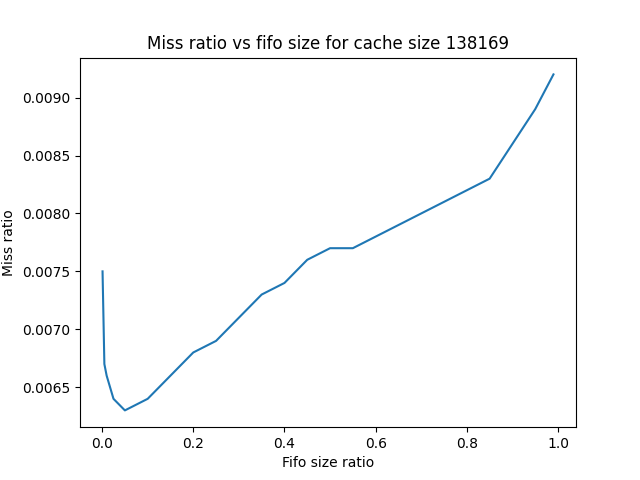 Miss ratio vs fifo size for cache size 138169
0.0090
0.0085
0.0080
0.0075
0.0070
0.0065
Miss ratio
0.0 0.2 0.4 0.6 0.8 1.0
Fifo size ratio